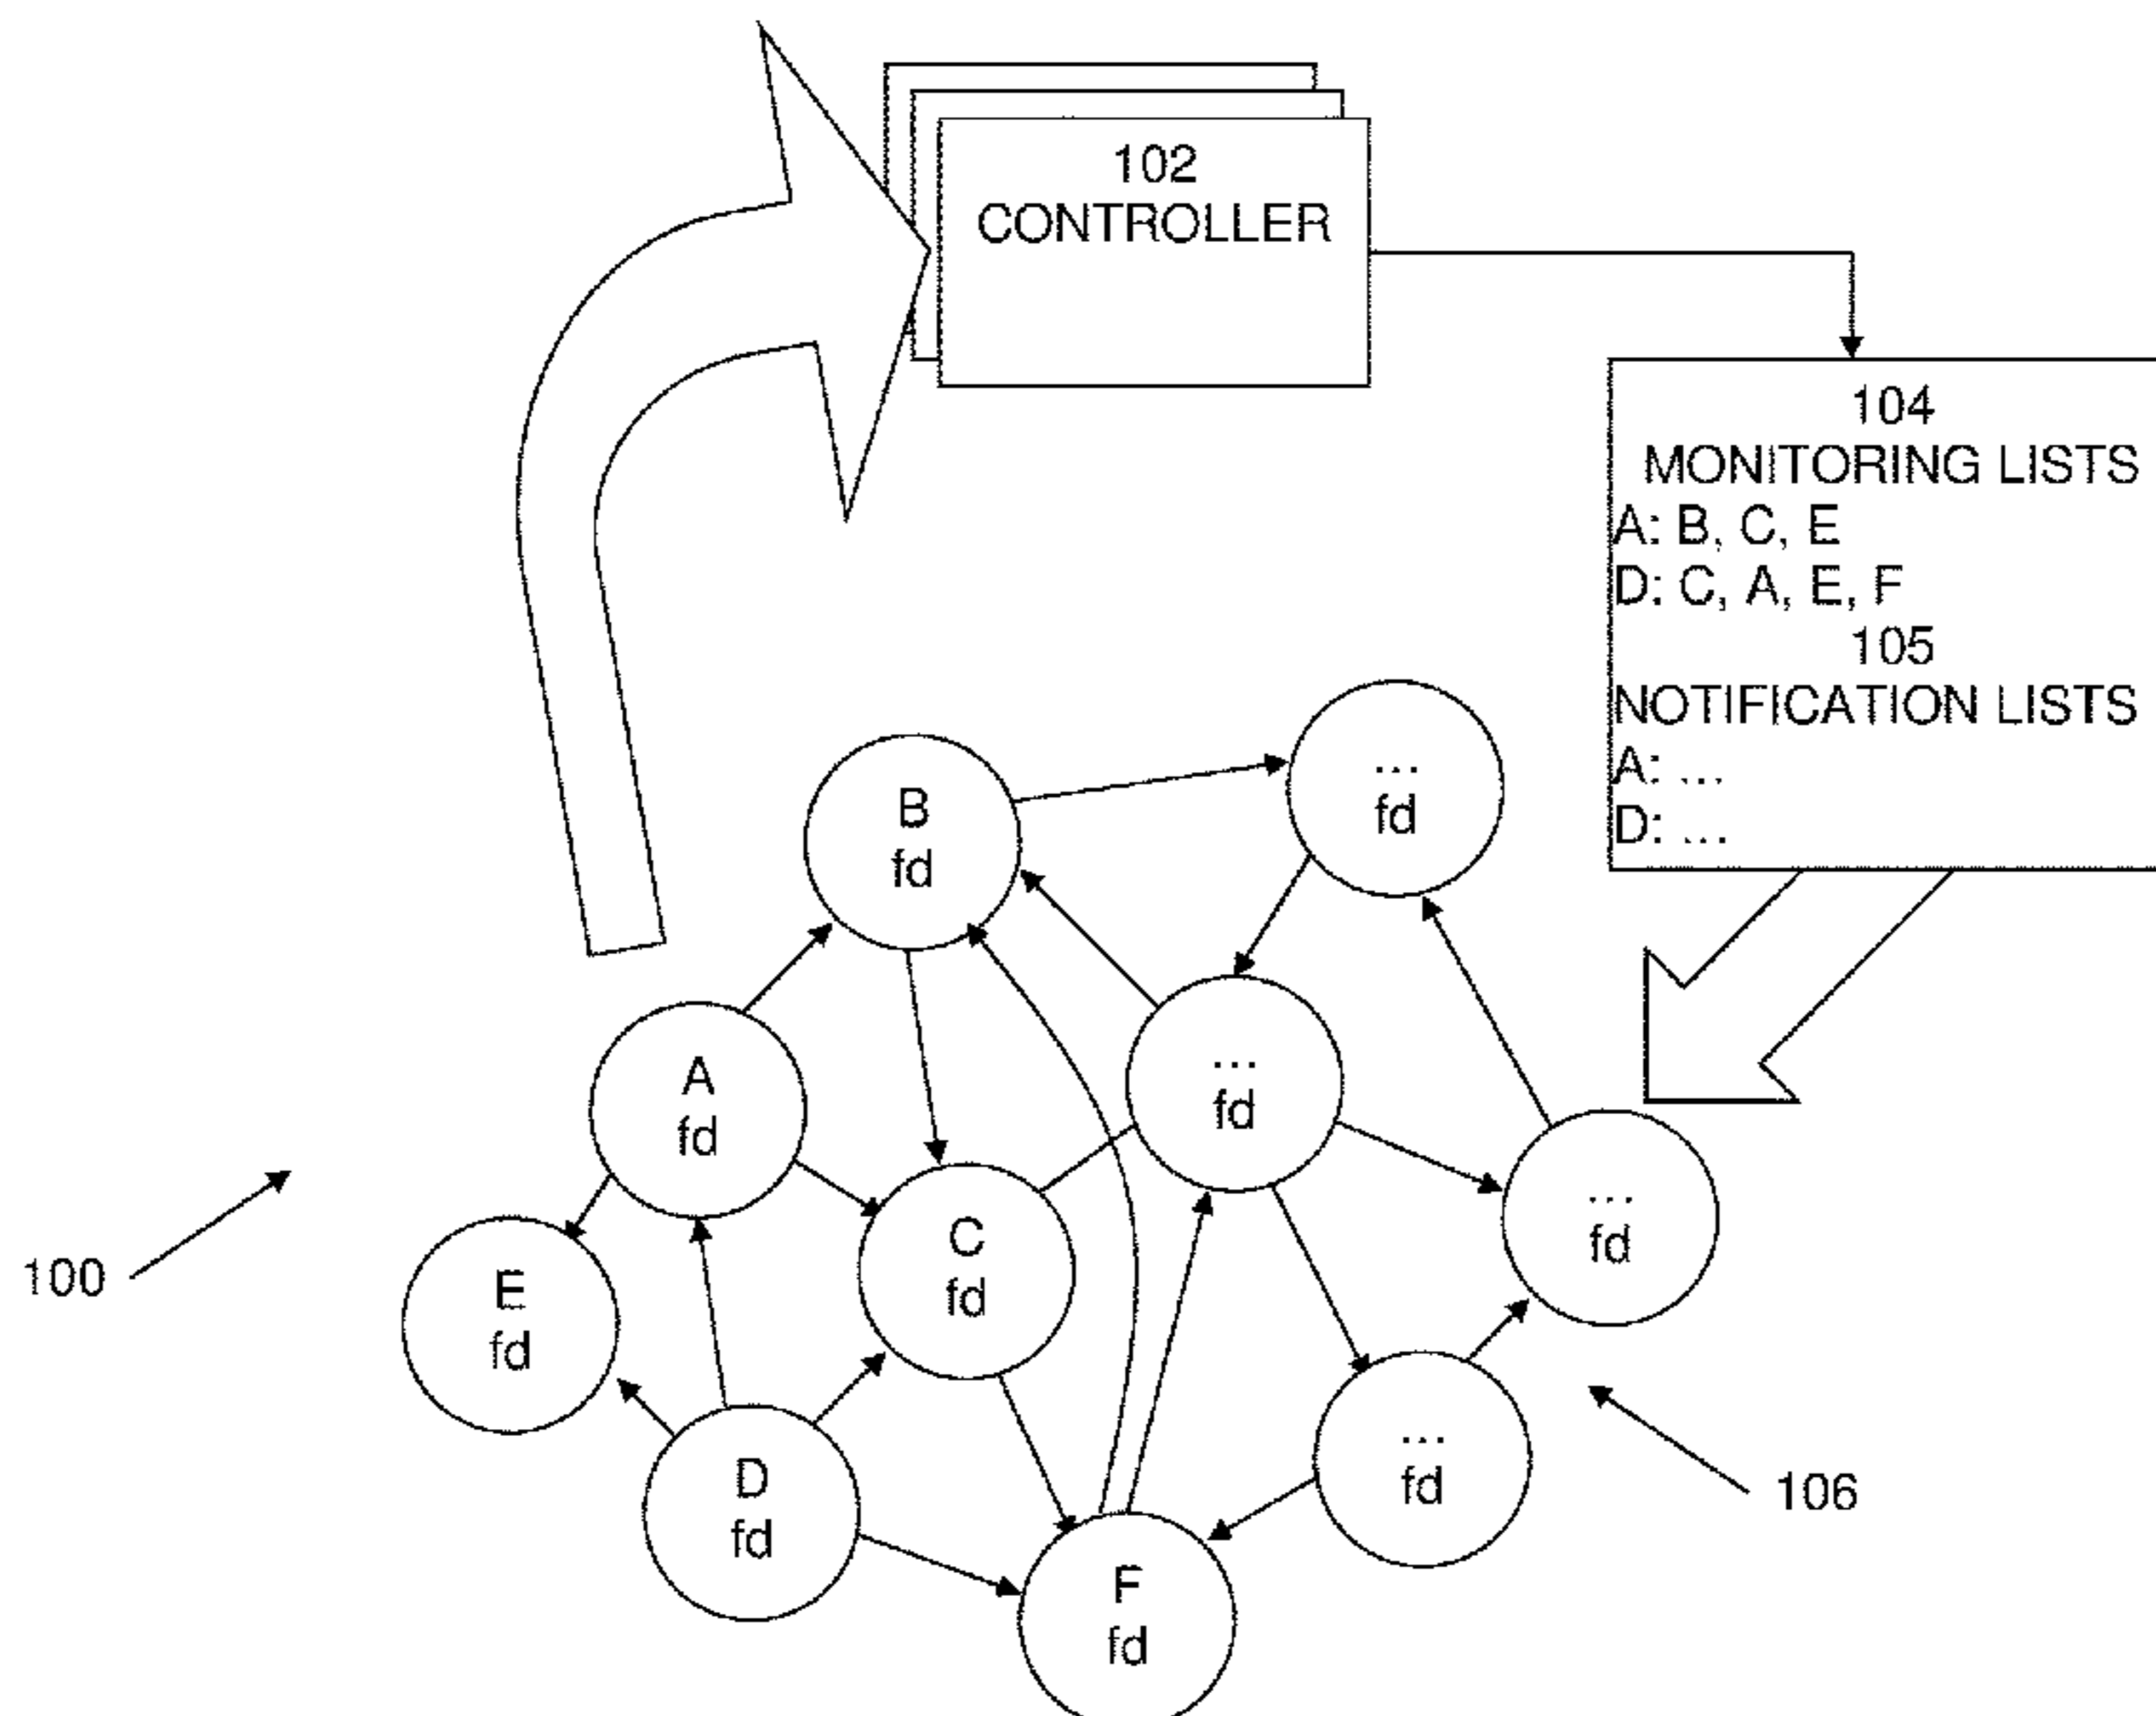 102
CONTROLLER
104
MONITORING LISTS
A: B, C, E
D: C, A, E, F
105
NOTIFICATION LISTS
A: ...
D: ...
...
fd
B
fd
...
fd
A
fd
...
fd
C
fd
E
fd
100
...
fd
D
fd
106
F
fd